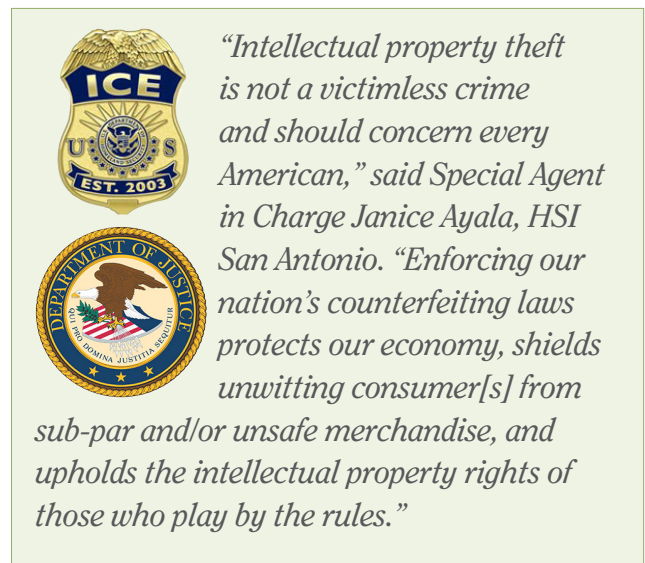 ICE
U S
EST. 2003
DEPARTMENT OF JUSTICE
QUI PRO DOMINA JUSTITIA SEQUITUR
“Intellectual property theft
is not a victimless crime
and should concern every
American,” said Special Agent
in Charge Janice Ayala, HSI
San Antonio. “Enforcing our
nation’s counterfeiting laws
protects our economy, shields
unwitting consumer[s] from
sub-par and/or unsafe merchandise, and
upholds the intellectual property rights of
those who play by the rules.”